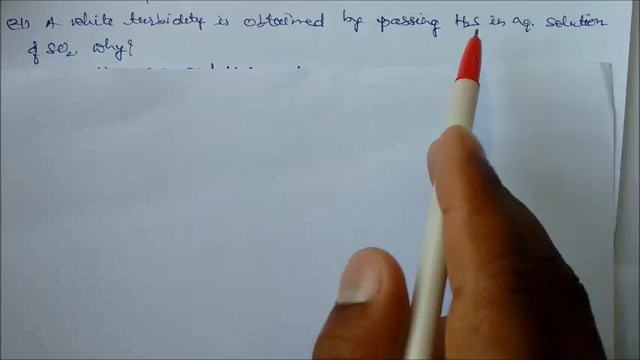 Q1) A white turbidity is obtained by passing H2S in aq. solution
of SO2. Why?